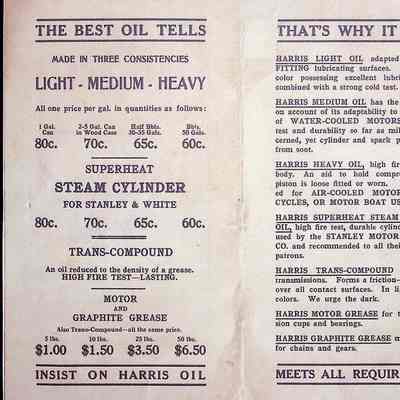 THE BEST OIL TELLS
MADE IN THREE CONSISTENCIES
LIGHT - MEDIUM - HEAVY
All one price per gal. in quantities as follows:
1 Gal. Can 2-5 Gal. Can in Wood Case Half Bbls. 30-35 Gals. Bbls. 50 Gals.
80c. 70c. 65c. 60c.
SUPERHEAT
STEAM CYLINDER
FOR STANLEY & WHITE
80c. 70c. 65c. 60c.
TRANS-COMPOUND
An oil reduced to the density of a grease.
HIGH FIRE TEST—LASTING.
MOTOR
AND
GRAPHITE GREASE
Also Trans-Compound—all the same price.
5 lbs. 10 lbs. 25 lbs. 50 lbs.
$1.00 $1.50 $3.50 $6.50
INSIST ON HARRIS OIL
THAT'S WHY IT
HARRIS LIGHT OIL adapted
FITTING lubricating surfaces.
color possessing excellent lubri
combined with a strong cold test.
HARRIS MEDIUM OIL has the
on account of its adaptability to
of WATER-COOLED MOTORS
test and durability so far as mil
cerned, yet cylinder and spark p
from soot.
HARRIS HEAVY OIL, high fir
body. An aid to hold compre
piston is loose fitted or worn.
ed for AIR-COOLED MOTOR
CYCLES, OR MOTOR BOAT US
HARRIS SUPERHEAT STEAM
OIL, high fire test, durable cylin
used by the STANLEY MOTOR
CO. and recommended to all thei
patrons.
HARRIS TRANS-COMPOUND
transmissions. Forms a friction-
over all contact surfaces. In li
colors. We urge the dark.
HARRIS MOTOR GREASE for t
sion cups and bearings.
HARRIS GRAPHITE GREASE m
for chains and gears.
MEETS ALL REQUIR